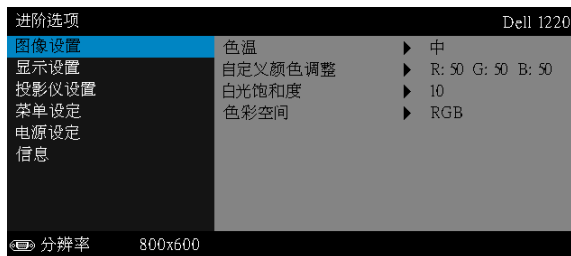 进阶选项 Dell 1220
图像设置 色温 中
显示设置 自定义颜色调整 R: 50 G: 50 B: 50
投影仪设置 白光饱和度 10
菜单设定 色彩空间 RGB
电源设定
信息
分辨率 800x600